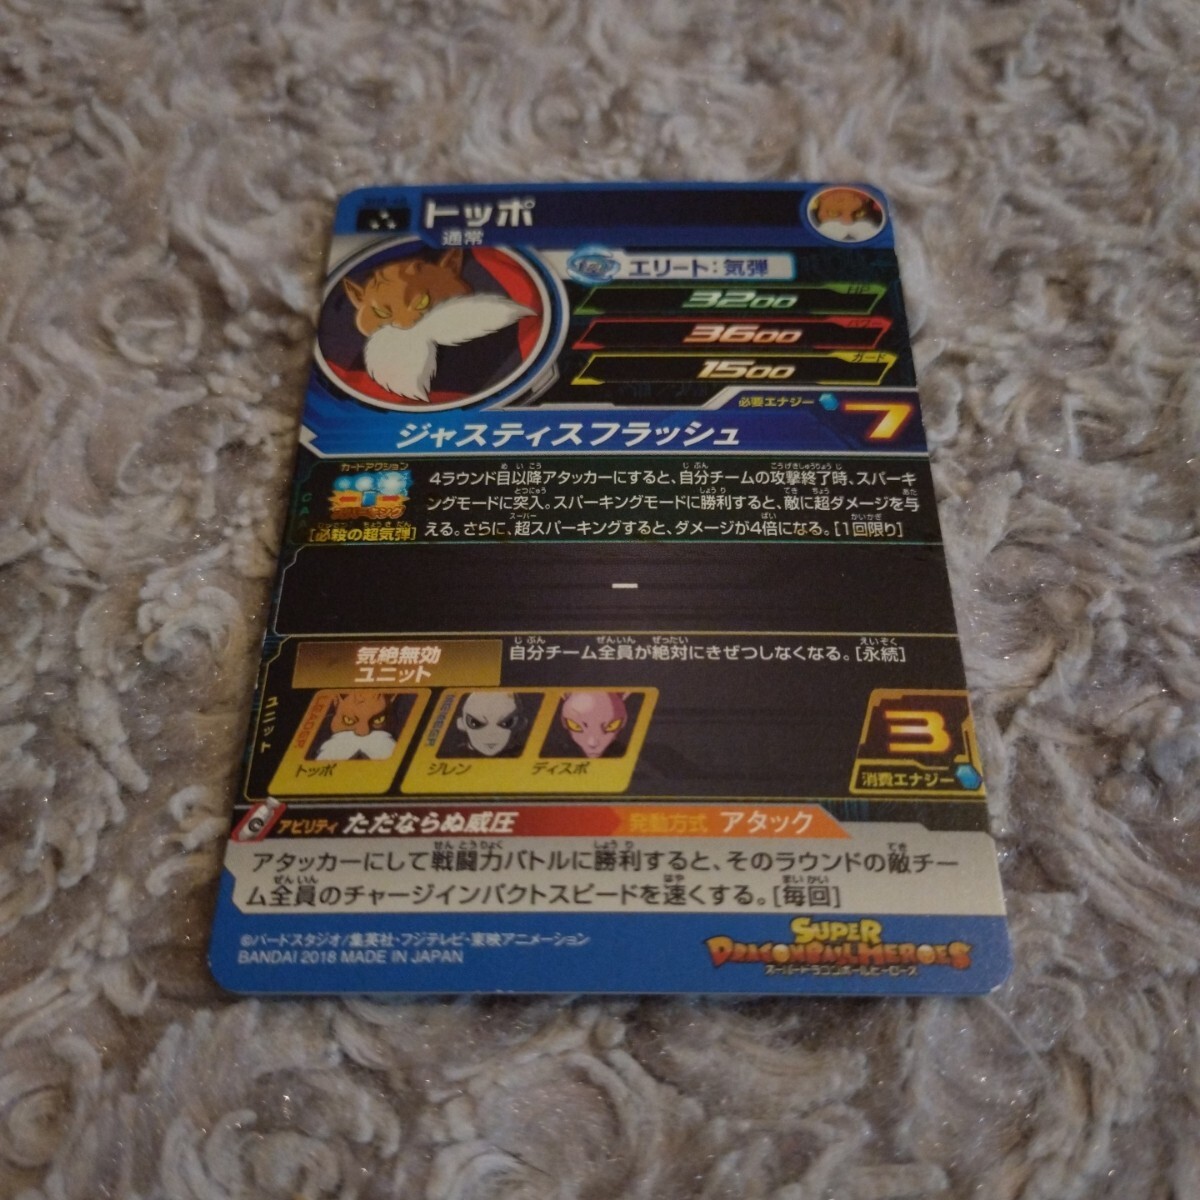 トッポ
通常
エリート:気弾
HP
3200
パワー
3600
ガード
1500
必要エナジー 7
ジャスティスフラッシュ
カードアクション
[必殺の超気弾]
4ラウンド目以降アタッカーにすると、自分チームの攻撃終了時、スパーキ
ングモードに突入。スパーキングモードに勝利すると、敵に超ダメージを与
える。さらに、超スパーキングすると、ダメージが4倍になる。[1回限り]
ー
ユニット
気絶無効
ユニット
自分チーム全員が絶対にきぜつしなくなる。[永続]
LEADER
トッポ
MEMBER
ジレン
ディスポ
3
消費エナジー
アビリティ ただならぬ威圧 発動方式 アタック
アタッカーにして戦闘力バトルに勝利すると、そのラウンドの敵チー
ム全員のチャージインパクトスピードを速くする。[毎回]
©バードスタジオ/集英社・フジテレビ・東映アニメーション
BANDAI 2018 MADE IN JAPAN
SUPER
DRAGONBALL HEROES
スーパードラゴンボールヒーローズ